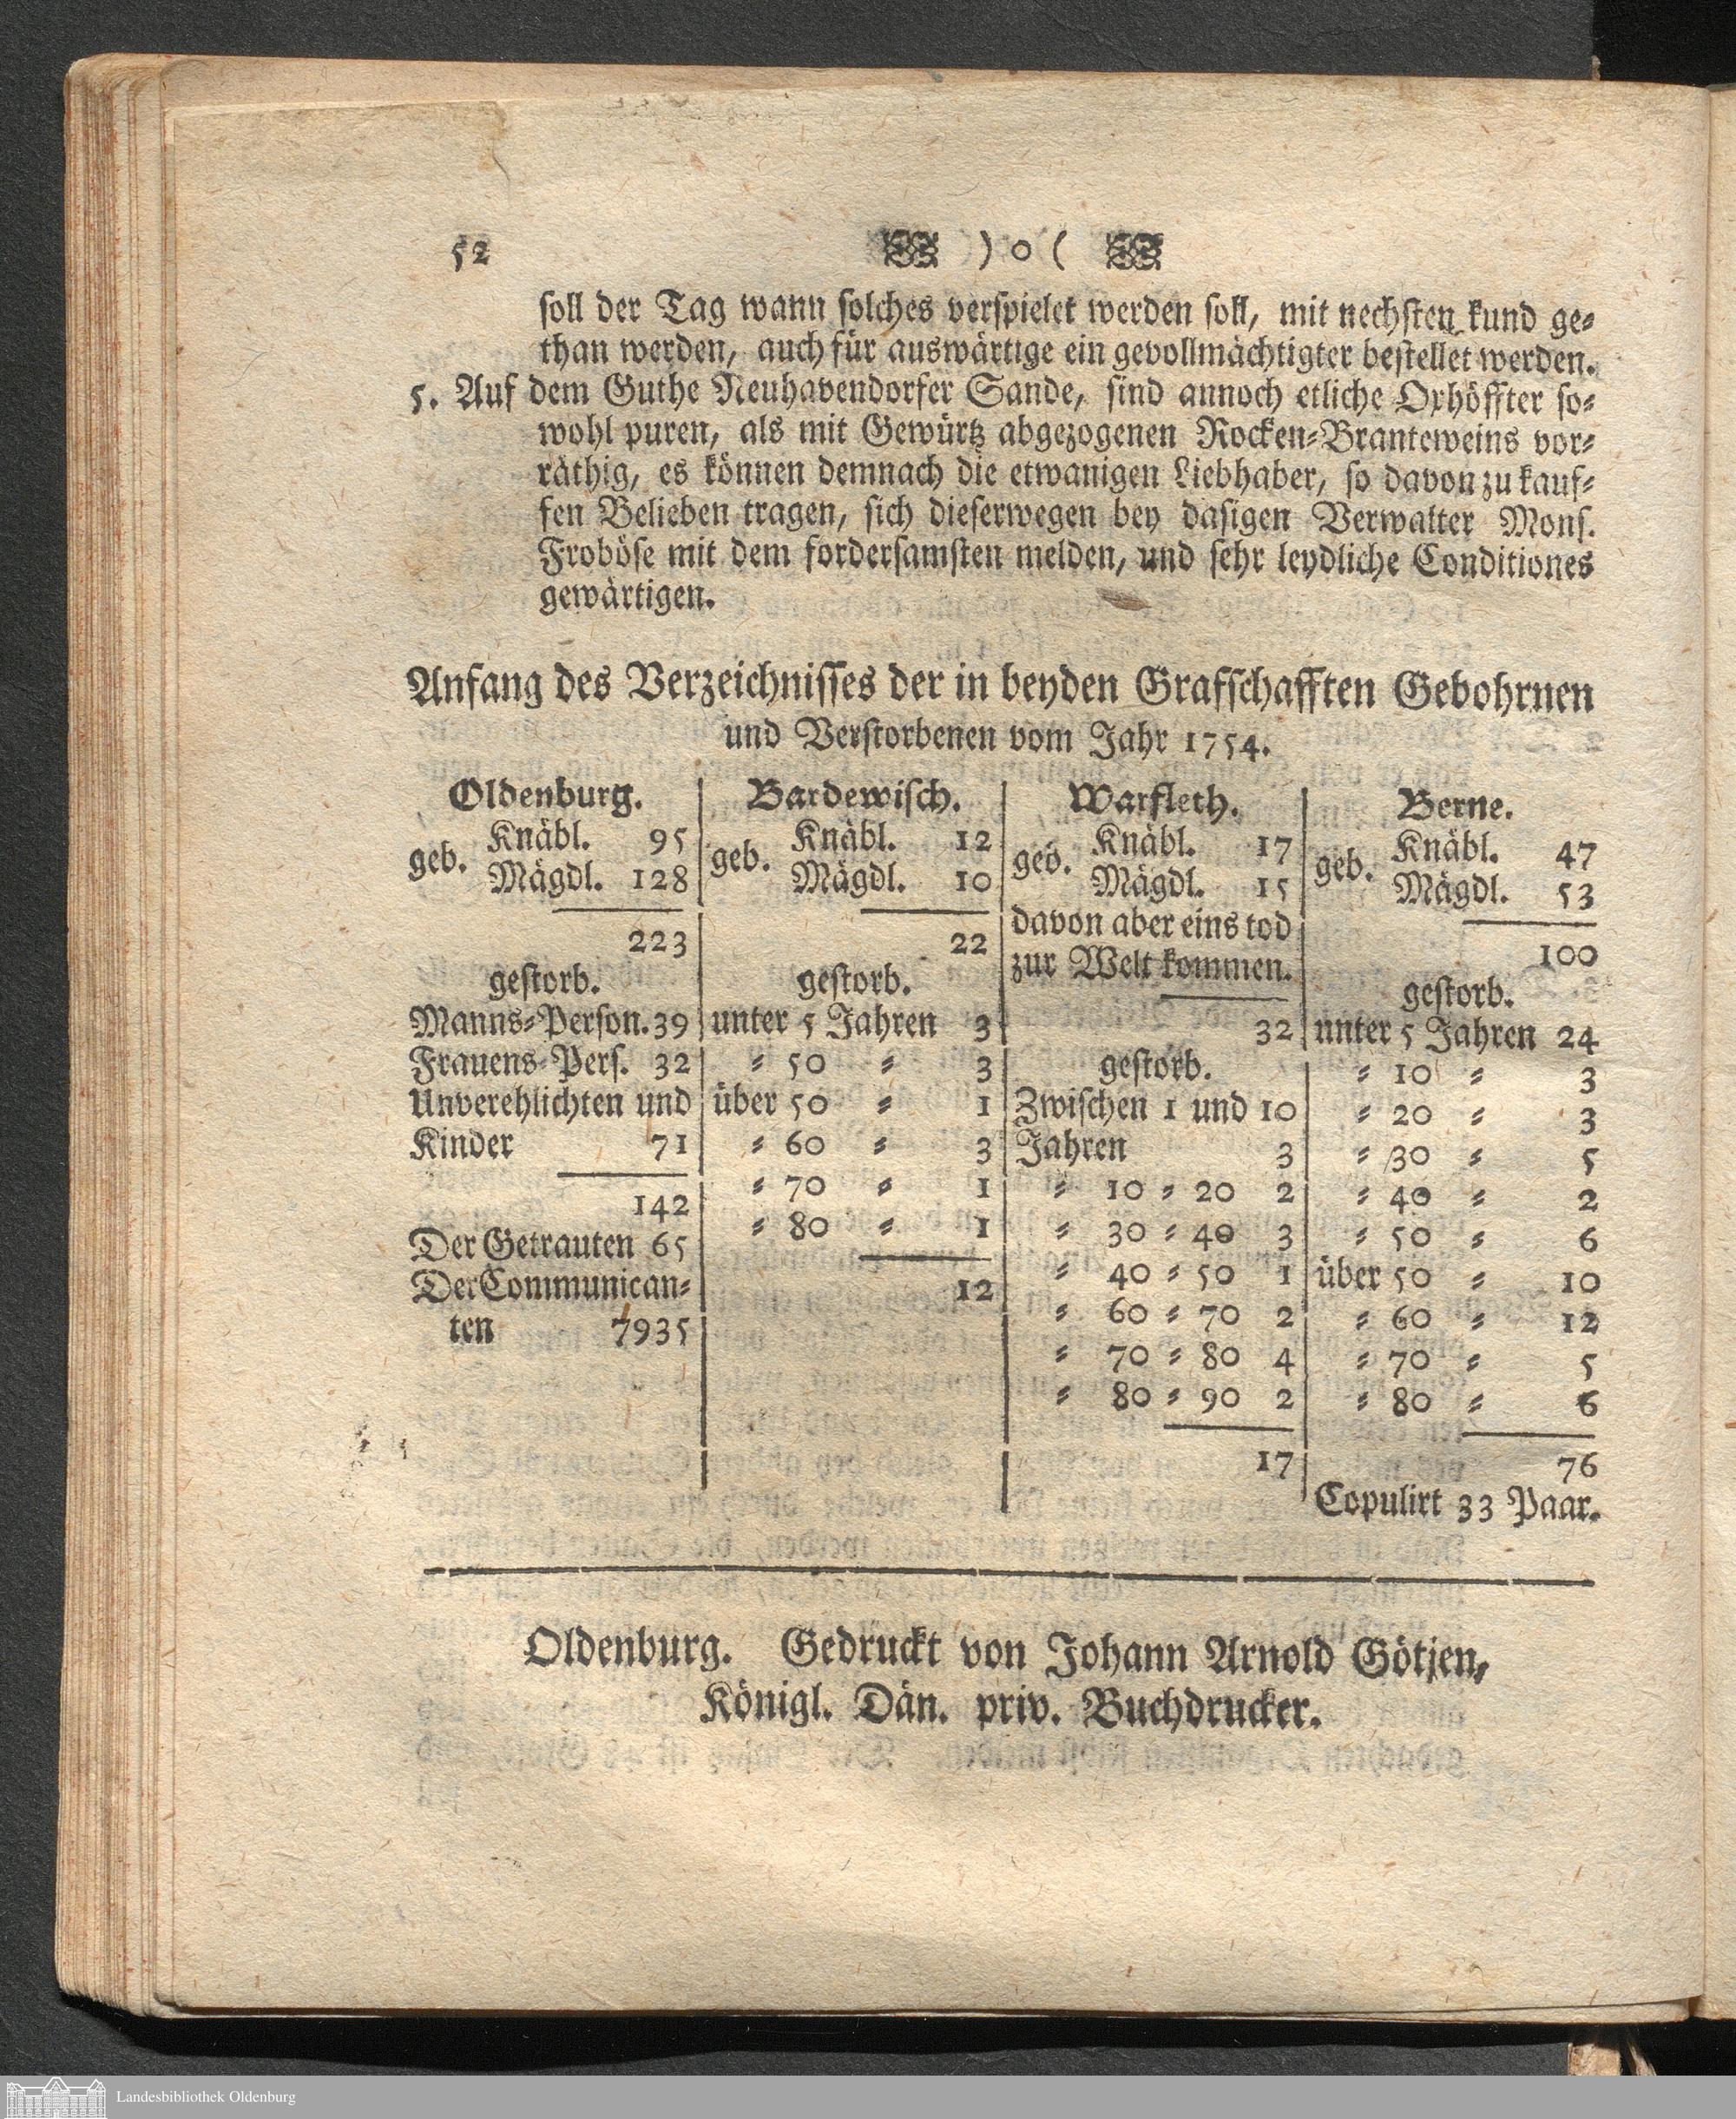 52 ) o (
soll der Tag wann solches verspielet werden soll, mit nechsten kund ge-
than werden, auch für auswärtige ein gevollmächtigter bestellet werden.
5. Auf dem Guthe Neuhavendorfer Sande, sind annoch etliche Oxhöffter so-
wohl puren, als mit Gewürtz abgezogenen Rocken-Branteweins vor-
räthig, es können demnach die etwanigen Liebhaber, so davon zu kauf-
fen Belieben tragen, sich dieserwegen bey dasigen Verwalter Mons.
Froböse mit dem fordersamsten melden, und sehr leydliche Conditiones
gewärtigen.
Anfang des Verzeichnisses der in beyden Grafschafften Gebohrnen
und Verstorbenen vom Jahr 1754.
Oldenburg.
geb. Knäbl. 95
Mägdl. 128
223
gestorb.
Manns-Person. 39
Frauens-Pers. 32
Unverehlichten und
Kinder 71
142
Der Getrauten 65
Der Communican-
ten 7935
Bardewisch.
geb. Knäbl. 12
Mägdl. 10
22
gestorb.
unter 5 Jahren 3
- 50 - 3
über 50 - 1
- 60 - 3
- 70 - 1
- 80 - 1
12
Warfleth.
geb. Knäbl. 17
Mägdl. 15
davon aber eins tod
zur Welt kommen.
32
gestorb.
Zwischen 1 und 10
Jahren 3
- 10 - 20 2
- 30 - 40 3
- 40 - 50 1
- 60 - 70 2
- 70 - 80 4
- 80 - 90 2
17
Berne.
geb. Knäbl. 47
Mägdl. 53
100
gestorb.
unter 5 Jahren 24
- 10 - 3
- 20 - 3
- 30 - 5
- 40 - 2
- 50 - 6
über 50 - 10
- 60 - 12
- 70 - 5
- 80 - 6
76
Copulirt 33 Paar.
Oldenburg. Gedruckt von Johann Arnold Götjen,
Königl. Dän. priv. Buchdrucker.
Landesbibliothek Oldenburg